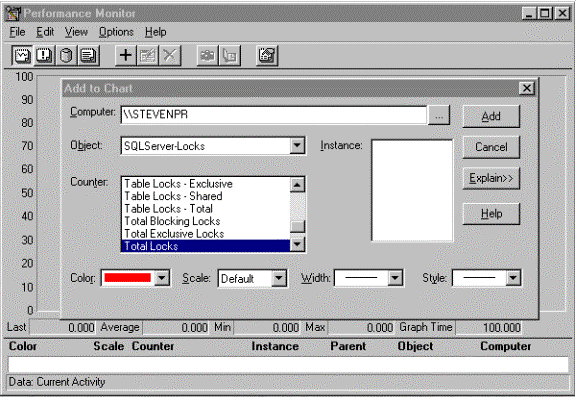 Performance Monitor
File Edit View Options Help
100
Add to Chart
90
Computer: \\STEVENPR ... Add
80
70
Object: SQLServer-Locks Instance: Cancel
60
Counter: Table Locks - Exclusive Explain>>
50
Table Locks - Shared
Table Locks - Total
40
Total Blocking Locks Help
30
Total Exclusive Locks
Total Locks
20
Color: Scale: Default Width: Style:
10
0
Last 0.000 Average 0.000 Min 0.000 Max 0.000 Graph Time 100.000
Color Scale Counter Instance Parent Object Computer
Data: Current Activity